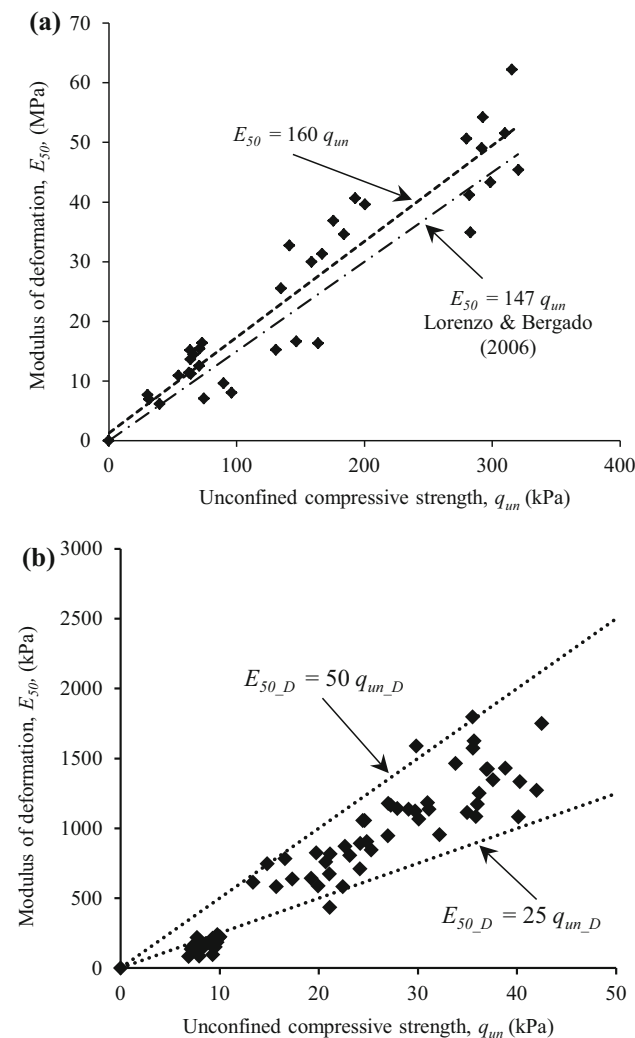 (a)
Modulus of deformation, E50, (MPa)
70
60
50
40
30
20
10
0
E50 = 160 qun
E50 = 147 qun
Lorenzo & Bergado
(2006)
0 100 200 300 400
Unconfined compressive strength, qun (kPa)
(b)
Modulus of deformation, E50, (kPa)
3000
2500
2000
1500
1000
500
0
E50_D = 50 qun_D
E50_D = 25 qun_D
0 10 20 30 40 50
Unconfined compressive strength, qun (kPa)